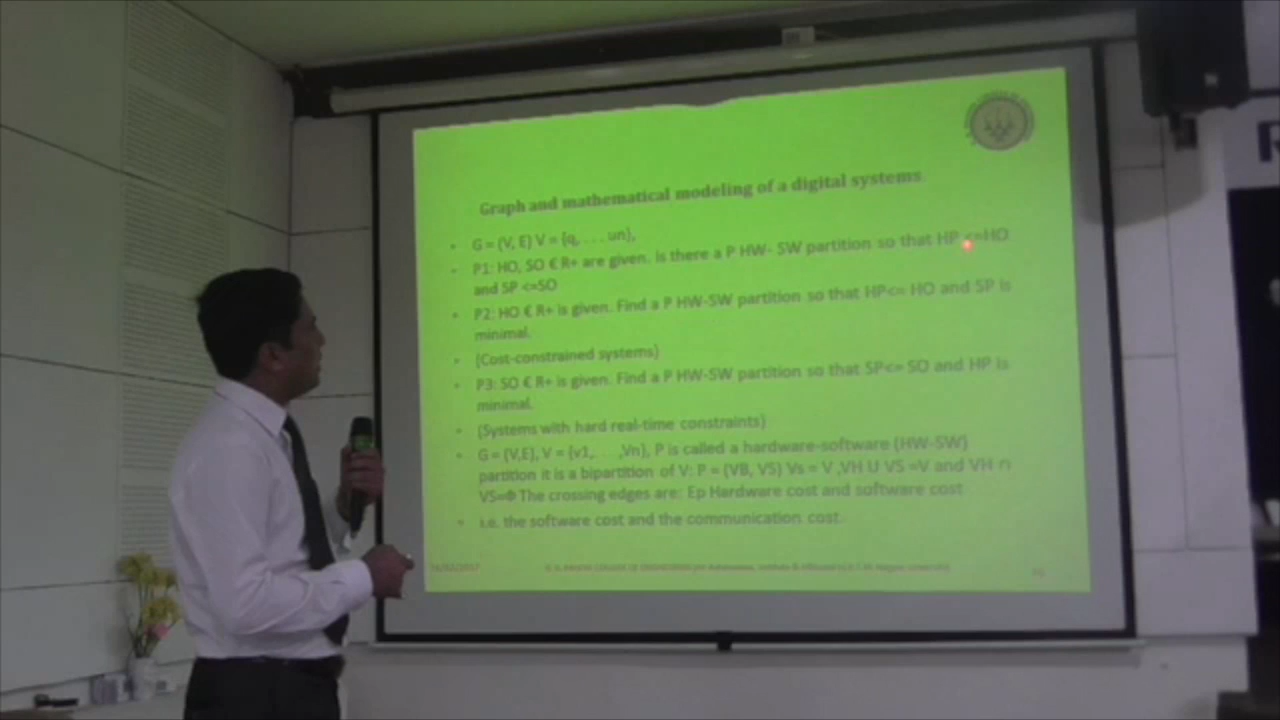 Graph and mathematical modeling of a digital systems
• G = (V, E) V = {q, . . . un},
• P1: HO, SO € R+ are given. Is there a P HW- SW partition so that HP <=HO
and SP <=SO
• P2: HO € R+ is given. Find a P HW-SW partition so that HP<= HO and SP is
minimal.
• (Cost-constrained systems)
• P3: SO € R+ is given. Find a P HW-SW partition so that SP<= SO and HP is
minimal.
• (Systems with hard real-time constraints)
• G = (V,E), V = {v1, . . . ,Vn}, P is called a hardware-software (HW-SW)
partition it is a bipartition of V: P = (VB, VS) Vs = V ,VH U VS =V and VH ∩
VS=Φ The crossing edges are: Ep Hardware cost and software cost
• i.e. the software cost and the communication cost.
R